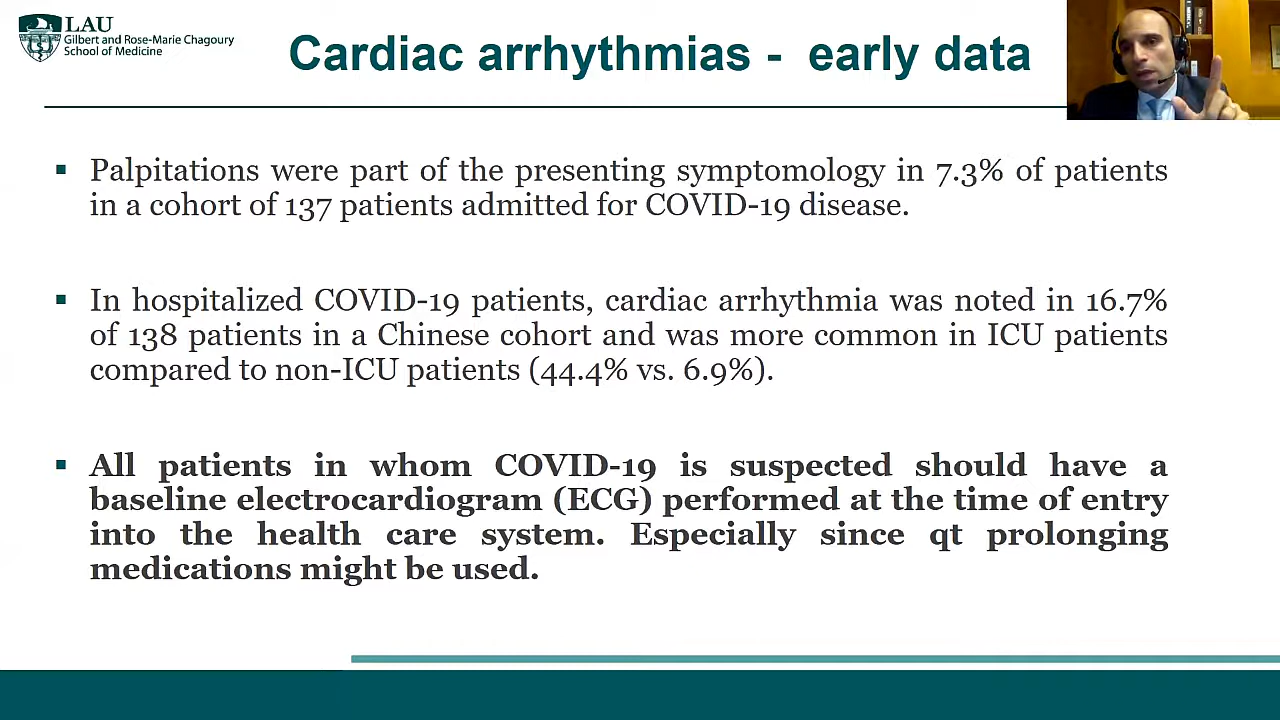 LAU
Gilbert and Rose-Marie Chagoury
School of Medicine
Cardiac arrhythmias - early data
▪ Palpitations were part of the presenting symptomology in 7.3% of patients
in a cohort of 137 patients admitted for COVID-19 disease.
▪ In hospitalized COVID-19 patients, cardiac arrhythmia was noted in 16.7%
of 138 patients in a Chinese cohort and was more common in ICU patients
compared to non-ICU patients (44.4% vs. 6.9%).
▪ All patients in whom COVID-19 is suspected should have a
baseline electrocardiogram (ECG) performed at the time of entry
into the health care system. Especially since qt prolonging
medications might be used.